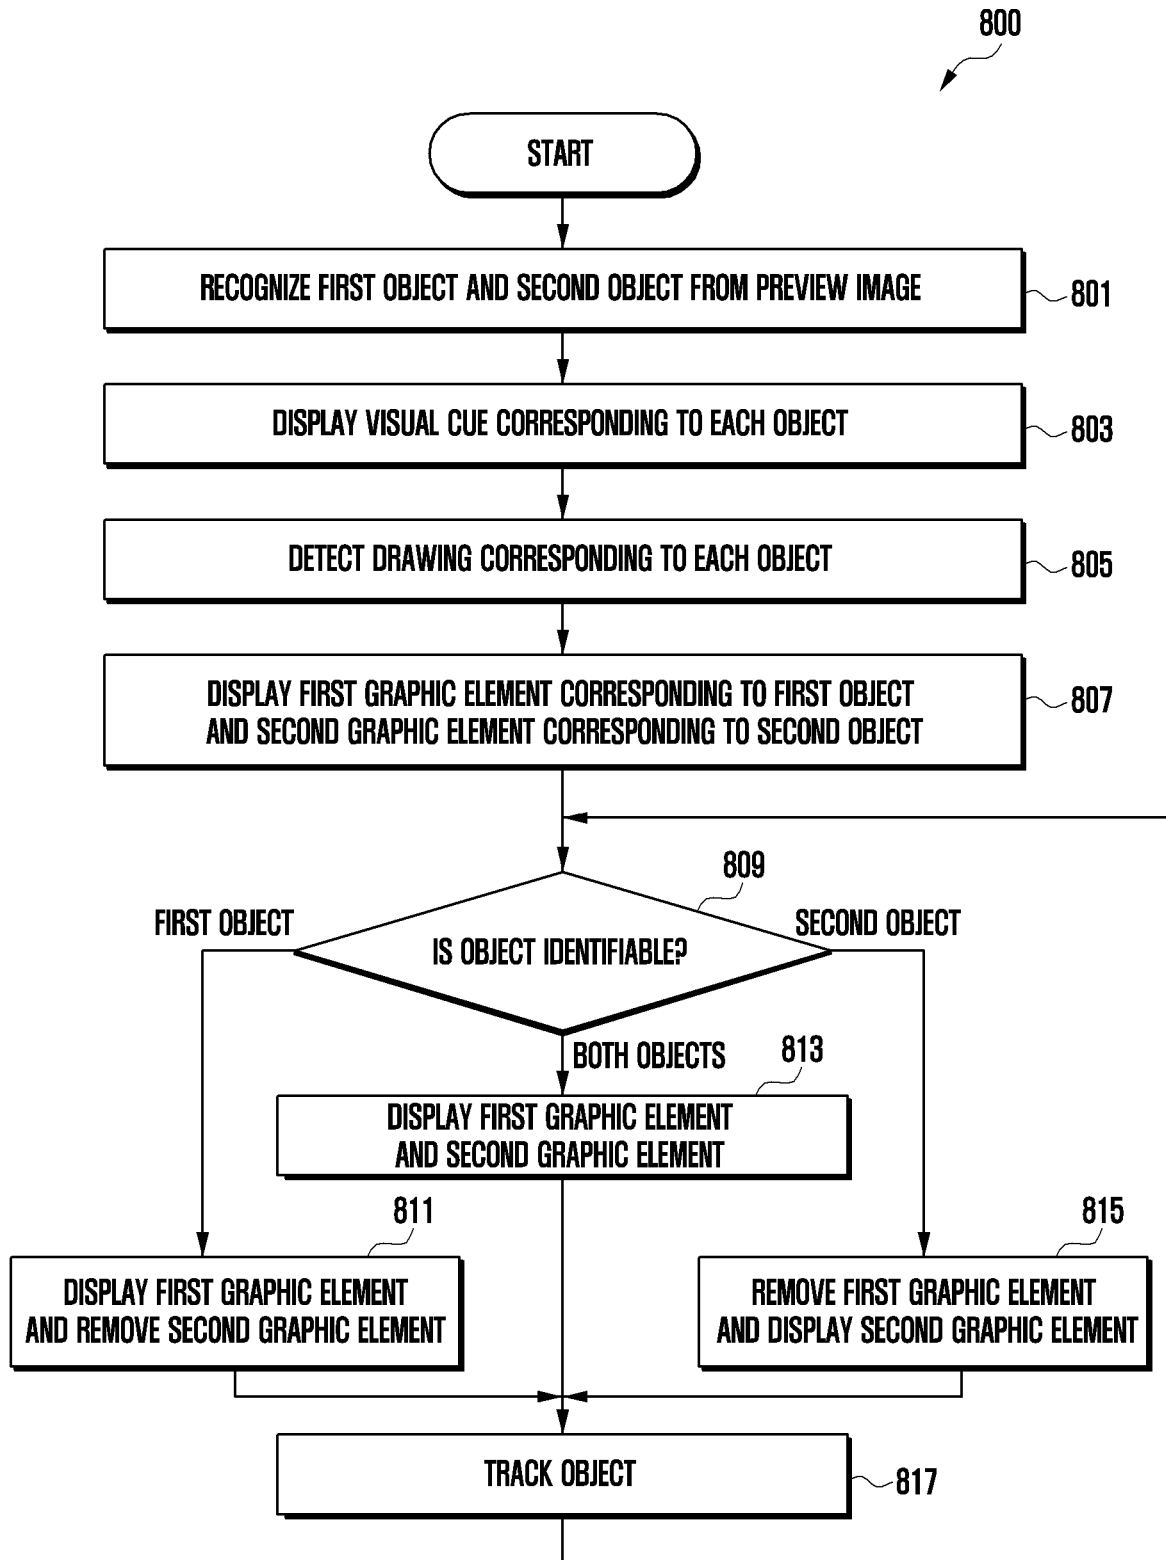 800
START
RECOGNIZE FIRST OBJECT AND SECOND OBJECT FROM PREVIEW IMAGE
801
DISPLAY VISUAL CUE CORRESPONDING TO EACH OBJECT
803
DETECT DRAWING CORRESPONDING TO EACH OBJECT
805
DISPLAY FIRST GRAPHIC ELEMENT CORRESPONDING TO FIRST OBJECT
AND SECOND GRAPHIC ELEMENT CORRESPONDING TO SECOND OBJECT
807
809
FIRST OBJECT
IS OBJECT IDENTIFIABLE?
SECOND OBJECT
BOTH OBJECTS
813
DISPLAY FIRST GRAPHIC ELEMENT
AND SECOND GRAPHIC ELEMENT
811
DISPLAY FIRST GRAPHIC ELEMENT
AND REMOVE SECOND GRAPHIC ELEMENT
815
REMOVE FIRST GRAPHIC ELEMENT
AND DISPLAY SECOND GRAPHIC ELEMENT
TRACK OBJECT
817